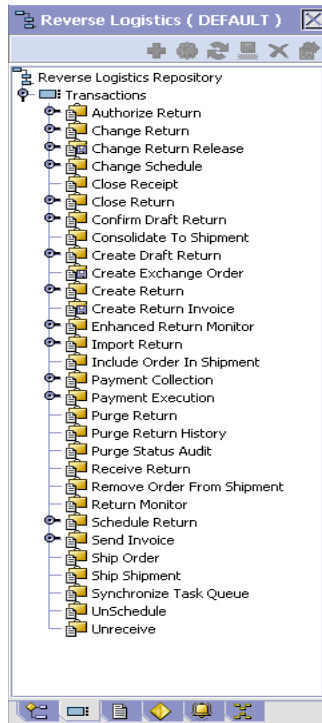 Reverse Logistics ( DEFAULT )
Reverse Logistics Repository
Transactions
Authorize Return
Change Return
Change Return Release
Change Schedule
Close Receipt
Close Return
Confirm Draft Return
Consolidate To Shipment
Create Draft Return
Create Exchange Order
Create Return
Create Return Invoice
Enhanced Return Monitor
Import Return
Include Order In Shipment
Payment Collection
Payment Execution
Purge Return
Purge Return History
Purge Status Audit
Receive Return
Remove Order From Shipment
Return Monitor
Schedule Return
Send Invoice
Ship Order
Ship Shipment
Synchronize Task Queue
UnSchedule
Unreceive